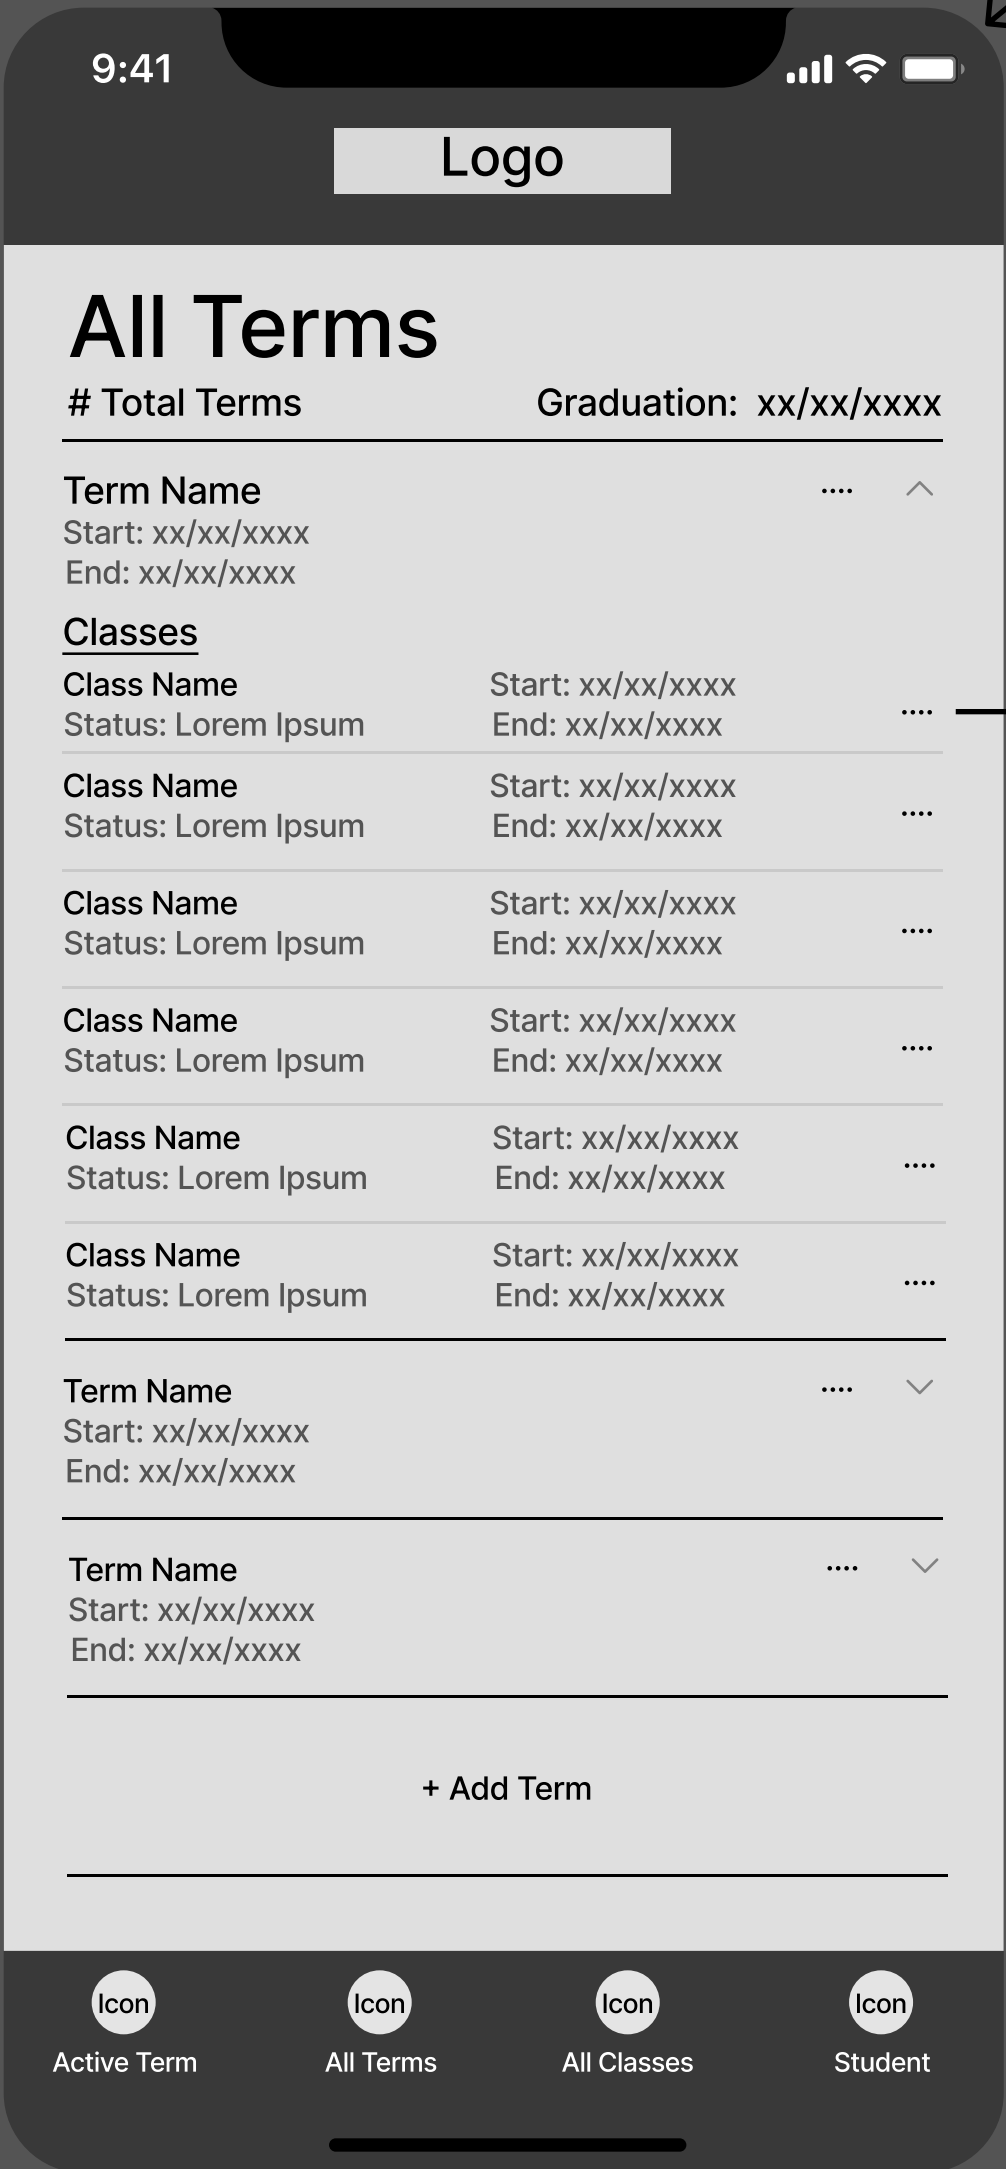 9:41
Logo
All Terms
# Total Terms Graduation: xx/xx/xxxx
Term Name ....
Start: xx/xx/xxxx
End: xx/xx/xxxx
Classes
Class Name Start: xx/xx/xxxx
Status: Lorem Ipsum End: xx/xx/xxxx ....
Class Name Start: xx/xx/xxxx
Status: Lorem Ipsum End: xx/xx/xxxx ....
Class Name Start: xx/xx/xxxx
Status: Lorem Ipsum End: xx/xx/xxxx ....
Class Name Start: xx/xx/xxxx
Status: Lorem Ipsum End: xx/xx/xxxx ....
Class Name Start: xx/xx/xxxx
Status: Lorem Ipsum End: xx/xx/xxxx ....
Class Name Start: xx/xx/xxxx
Status: Lorem Ipsum End: xx/xx/xxxx ....
Term Name ....
Start: xx/xx/xxxx
End: xx/xx/xxxx
Term Name ....
Start: xx/xx/xxxx
End: xx/xx/xxxx
+ Add Term
Icon Icon Icon Icon
Active Term All Terms All Classes Student